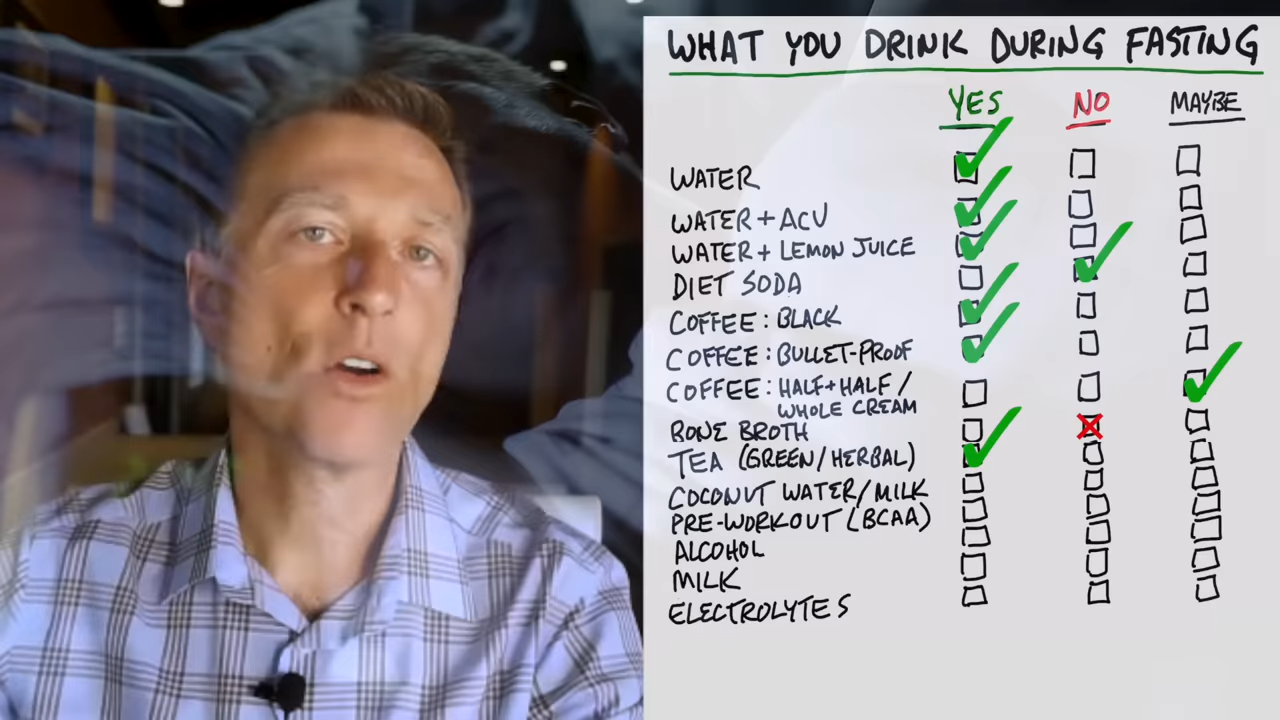 WHAT YOU DRINK DURING FASTING
YES NO MAYBE
WATER
WATER + ACV
WATER + LEMON JUICE
DIET SODA
COFFEE: BLACK
COFFEE: BULLET-PROOF
COFFEE: HALF+HALF/
WHOLE CREAM
BONE BROTH
TEA (GREEN/HERBAL)
COCONUT WATER/MILK
PRE-WORKOUT (BCAA)
ALCOHOL
MILK
ELECTROLYTES